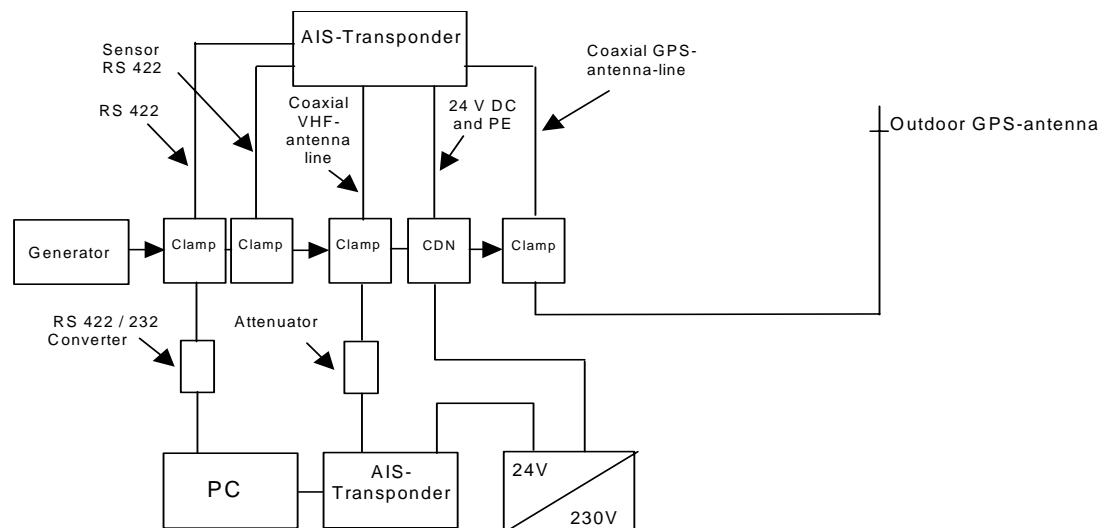 AIS-Transponder
Sensor
RS 422
RS 422
Coaxial
VHF-
antenna
line
24 V DC
and PE
Coaxial GPS-
antenna-line
Outdoor GPS-antenna
Generator
Clamp
Clamp
Clamp
CDN
Clamp
RS 422 / 232
Converter
Attenuator
PC
AIS-
Transponder
24V
230V